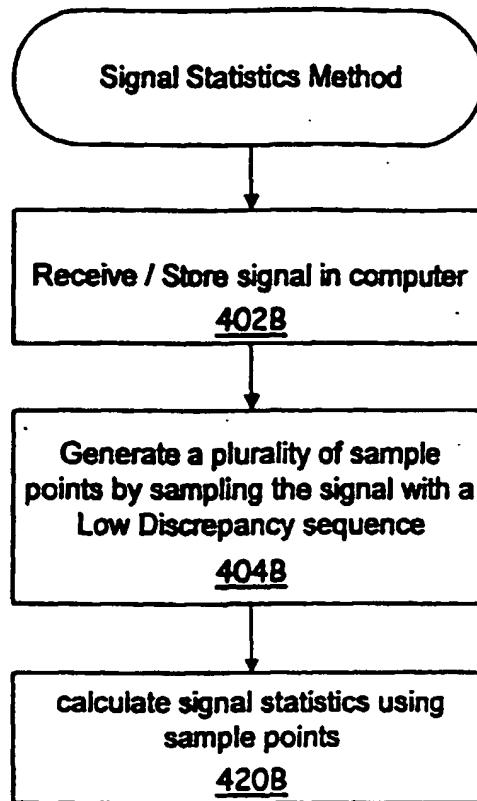 Signal Statistics Method
Receive / Store signal in computer
402B
Generate a plurality of sample
points by sampling the signal with a
Low Discrepancy sequence
404B
calculate signal statistics using
sample points
420B